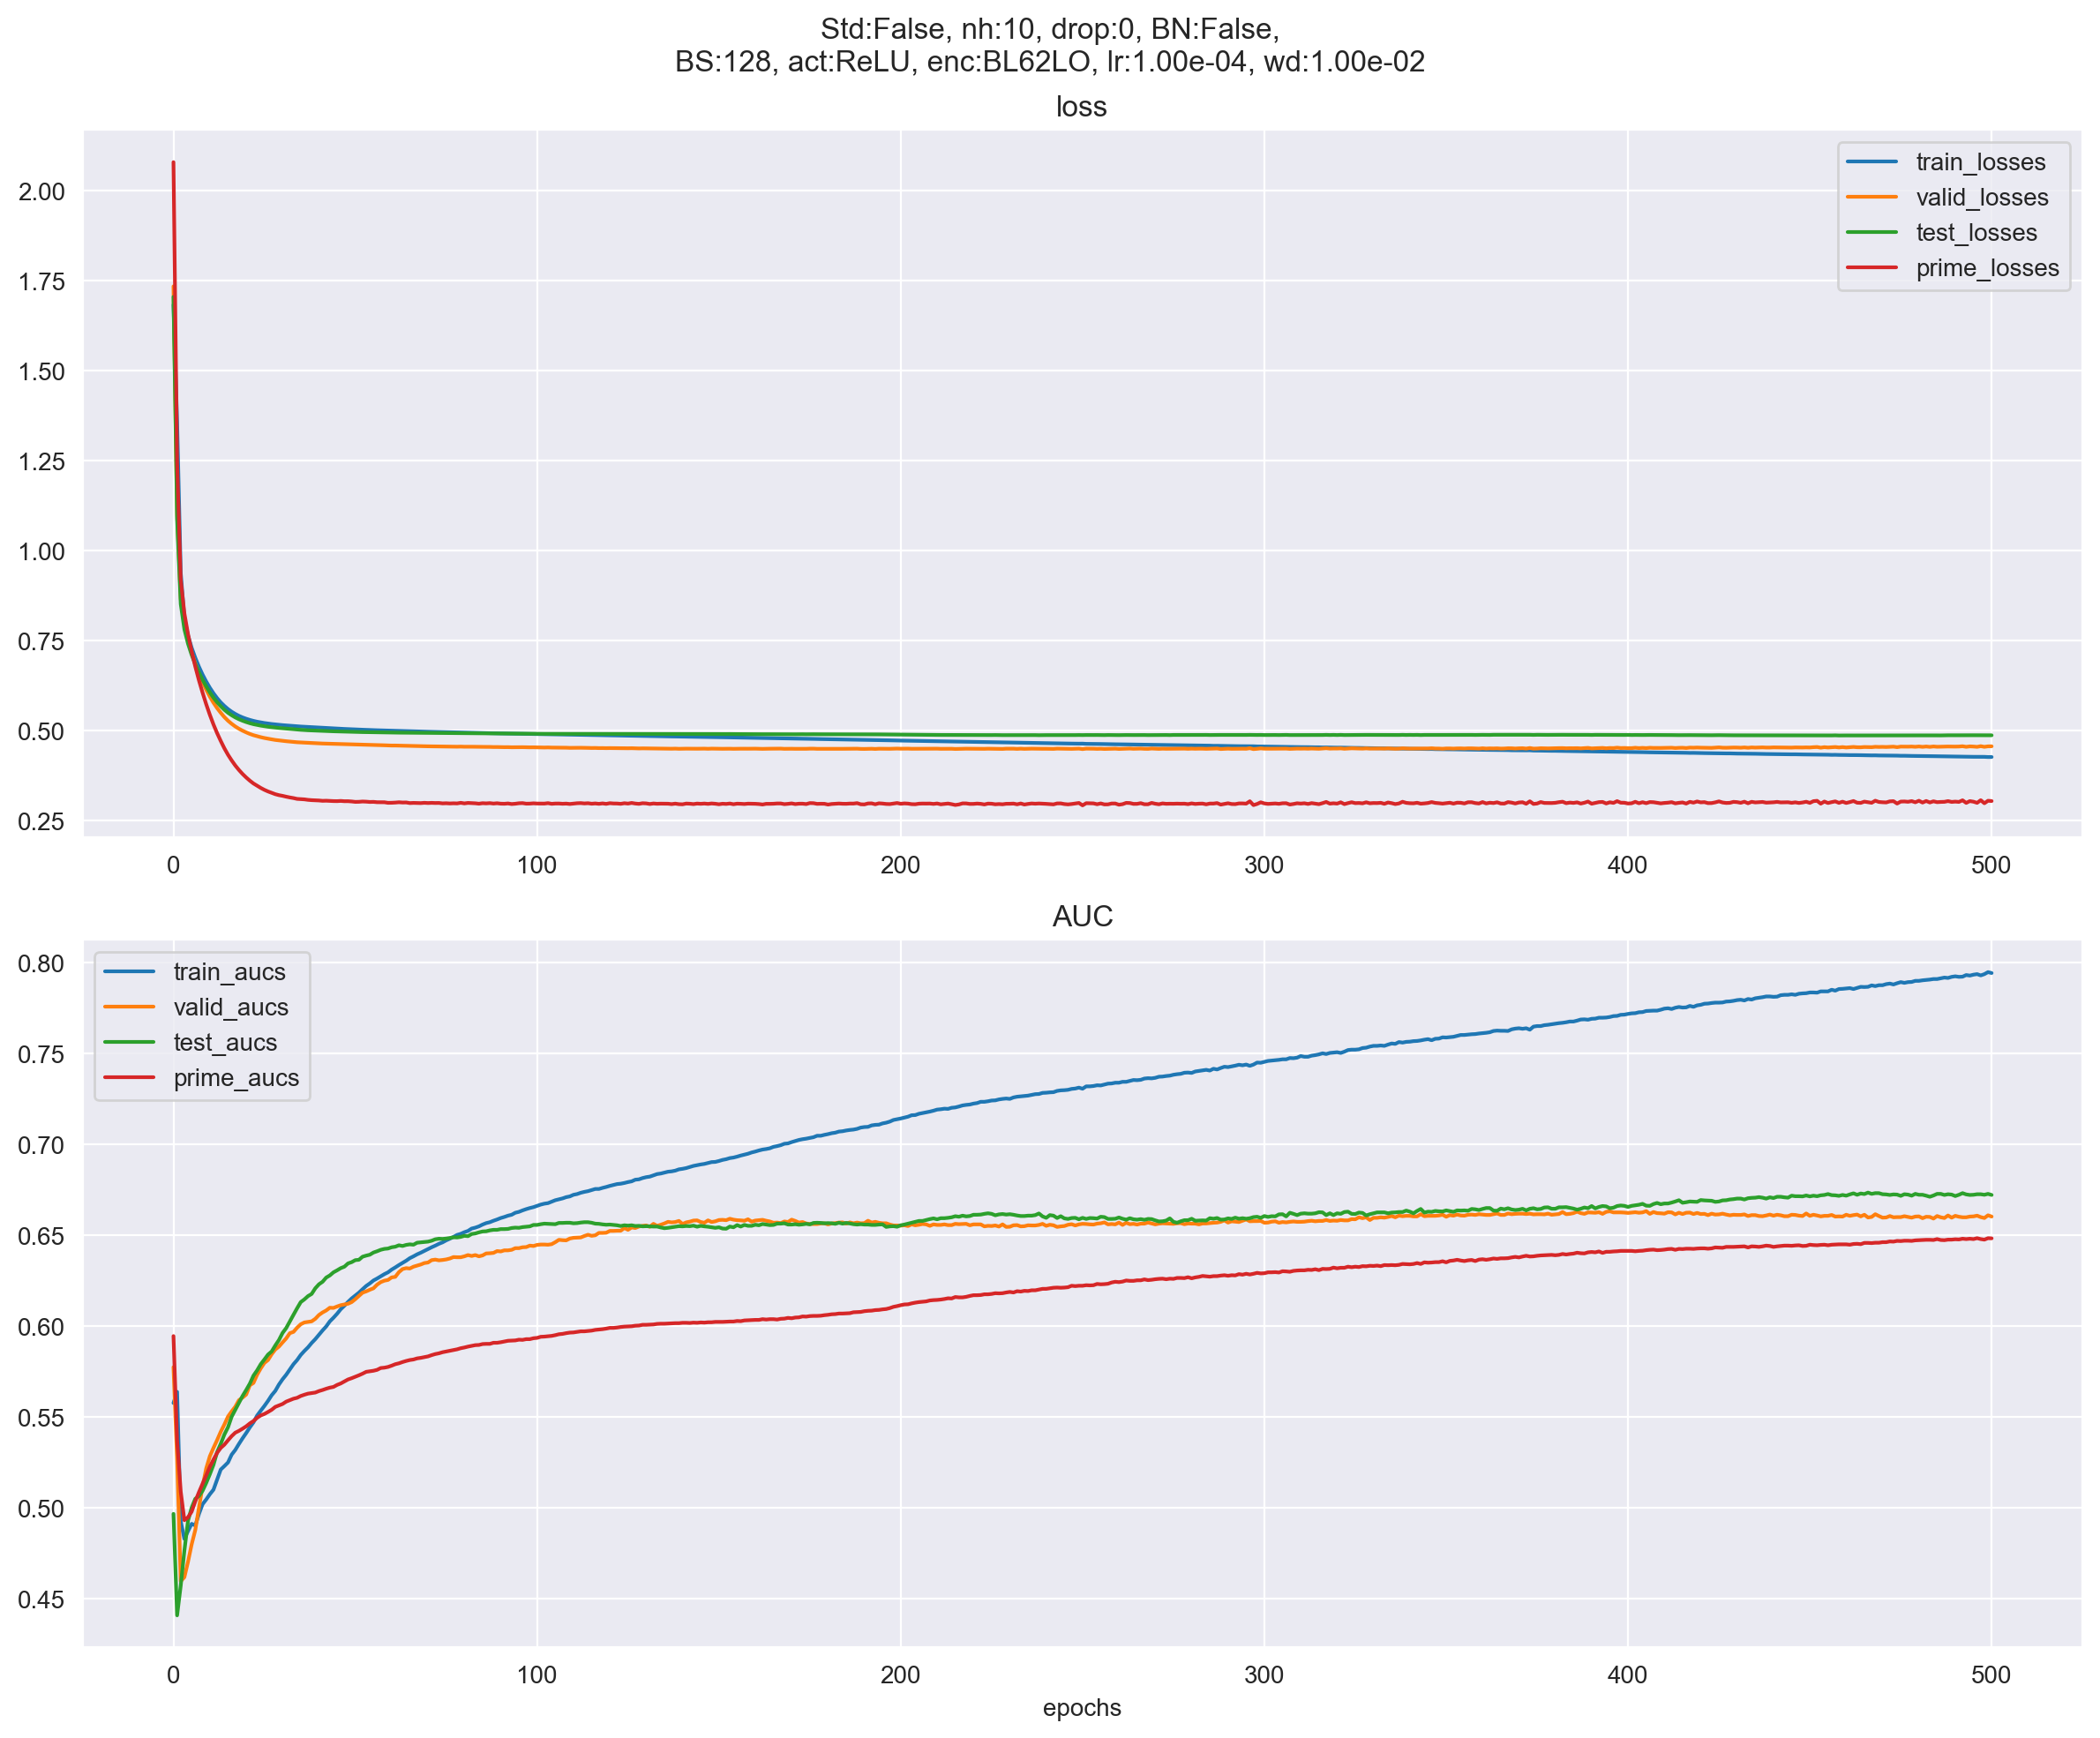 Std:False, nh:10, drop:0, BN:False,
BS:128, act:ReLU, enc:BL62LO, lr:1.00e-04, wd:1.00e-02
loss
train_losses
valid_losses
test_losses
prime_losses
2.00
1.75
1.50
1.25
1.00
0.75
0.50
0.25
0 100 200 300 400 500
AUC
train_aucs
valid_aucs
test_aucs
prime_aucs
0.80
0.75
0.70
0.65
0.60
0.55
0.50
0.45
0 100 200 300 400 500
epochs